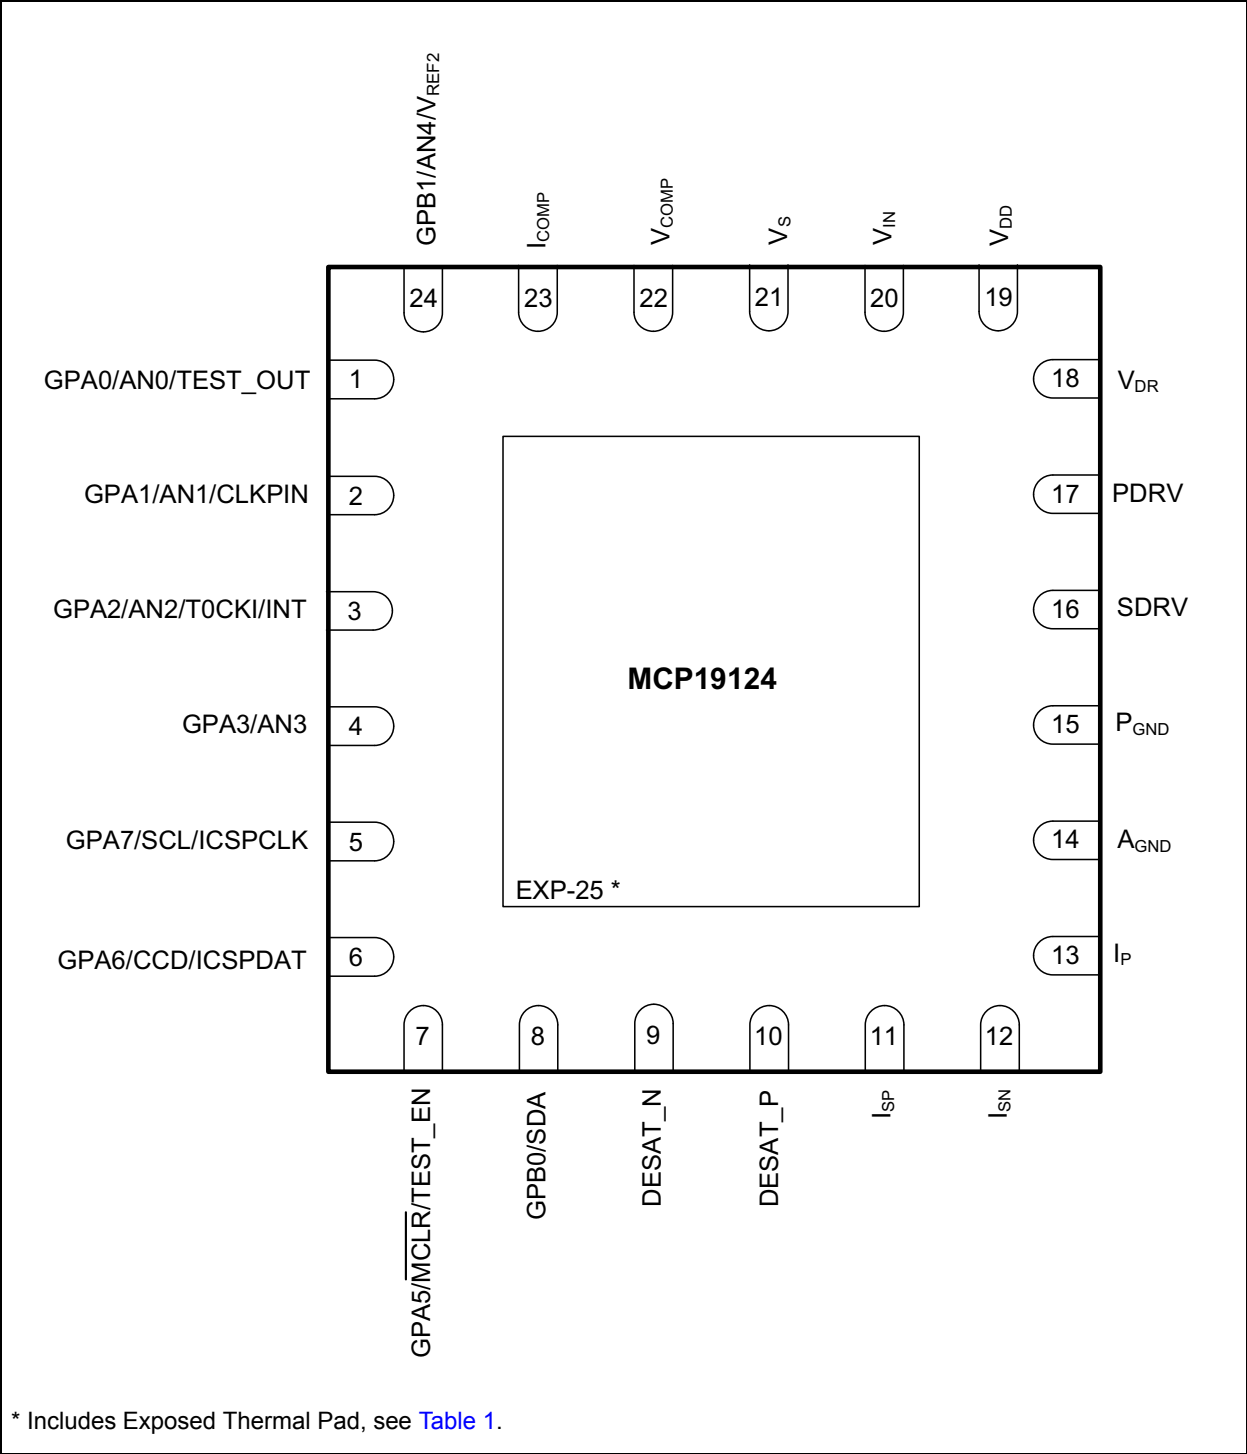 GPB1/AN4/VREF2
ICOMP
VCOMP
VS
VIN
VDD
24
23
22
21
20
19
GPA0/AN0/TEST_OUT
1
18
VDR
GPA1/AN1/CLKPIN
2
17
PDRV
GPA2/AN2/T0CKI/INT
3
16
SDRV
MCP19124
GPA3/AN3
4
15
PGND
GPA7/SCL/ICSPCLK
5
14
AGND
EXP-25 *
GPA6/CCD/ICSPDAT
6
13
IP
7
8
9
10
11
12
GPA5/MCLR/TEST_EN
GPB0/SDA
DESAT_N
DESAT_P
ISP
ISN
* Includes Exposed Thermal Pad, see Table 1.